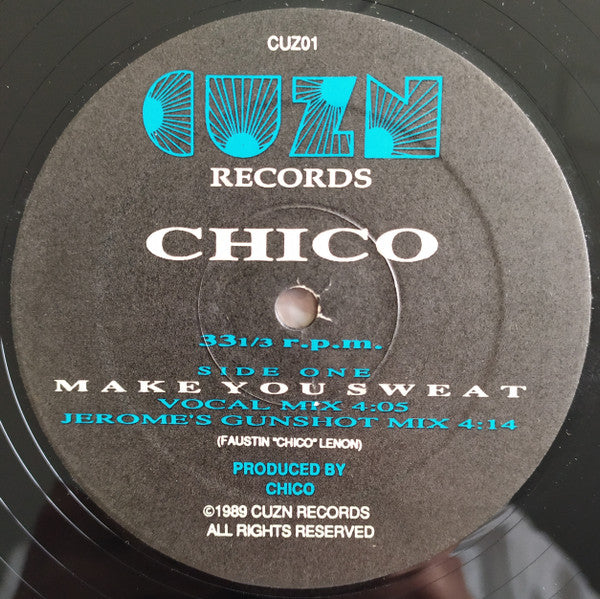 CUZ01
CUZN
RECORDS
CHICO
33 1/3 r.p.m.
SIDE ONE
MAKE YOU SWEAT
VOCAL MIX 4:05
JEROME'S GUNSHOT MIX 4:14
(FAUSTIN "CHICO" LENON)
PRODUCED BY
CHICO
©1989 CUZN RECORDS
ALL RIGHTS RESERVED